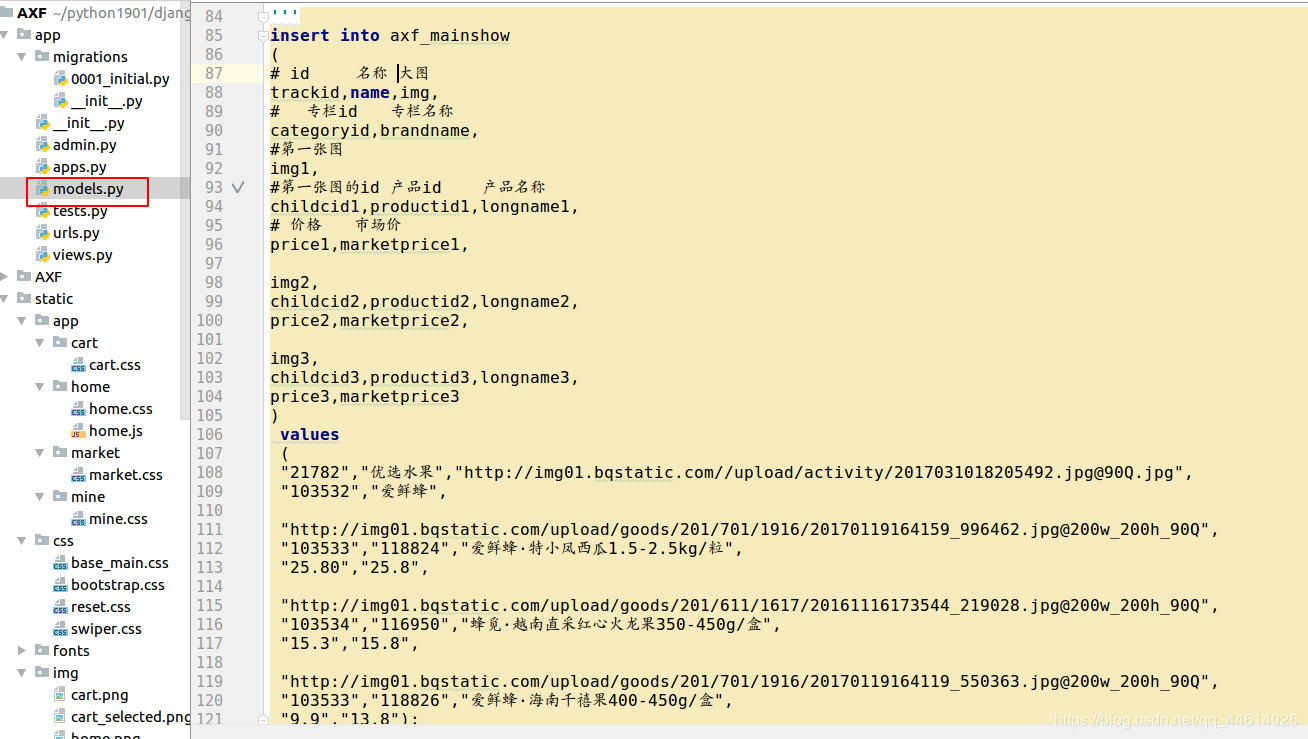 AXF ~/python1901/djang
app
migrations
0001_initial.py
__init__.py
__init__.py
admin.py
apps.py
models.py
tests.py
urls.py
views.py
AXF
static
app
cart
cart.css
home
home.css
home.js
market
market.css
mine
mine.css
css
base_main.css
bootstrap.css
reset.css
swiper.css
fonts
img
cart.png
cart_selected.png
home.png
84 '''
85 insert into axf_mainshow
86 (
87 # id 名称 大图
88 trackid,name,img,
89 # 专栏id 专栏名称
90 categoryid,brandname,
91 #第一张图
92 img1,
93 #第一张图的id 产品id 产品名称
94 childcid1,productid1,longname1,
95 # 价格 市场价
96 price1,marketprice1,
97
98 img2,
99 childcid2,productid2,longname2,
100 price2,marketprice2,
101
102 img3,
103 childcid3,productid3,longname3,
104 price3,marketprice3
105 )
106 values
107 (
108 "21782","优选水果","http://img01.bqstatic.com//upload/activity/2017031018205492.jpg@90Q.jpg",
109 "103532","爱鲜蜂",
110
111 "http://img01.bqstatic.com/upload/goods/201/701/1916/20170119164159_996462.jpg@200w_200h_90Q",
112 "103533","118824","爱鲜蜂·特小凤西瓜1.5-2.5kg/粒",
113 "25.80","25.8",
114
115 "http://img01.bqstatic.com/upload/goods/201/611/1617/20161116173544_219028.jpg@200w_200h_90Q",
116 "103534","116950","蜂觅·越南直采红心火龙果350-450g/盒",
117 "15.3","15.8",
118
119 "http://img01.bqstatic.com/upload/goods/201/701/1916/20170119164119_550363.jpg@200w_200h_90Q",
120 "103533","118826","爱鲜蜂·海南千禧果400-450g/盒",
121 "9.9","13.8");
https://blog.csdn.net/qq_44614026